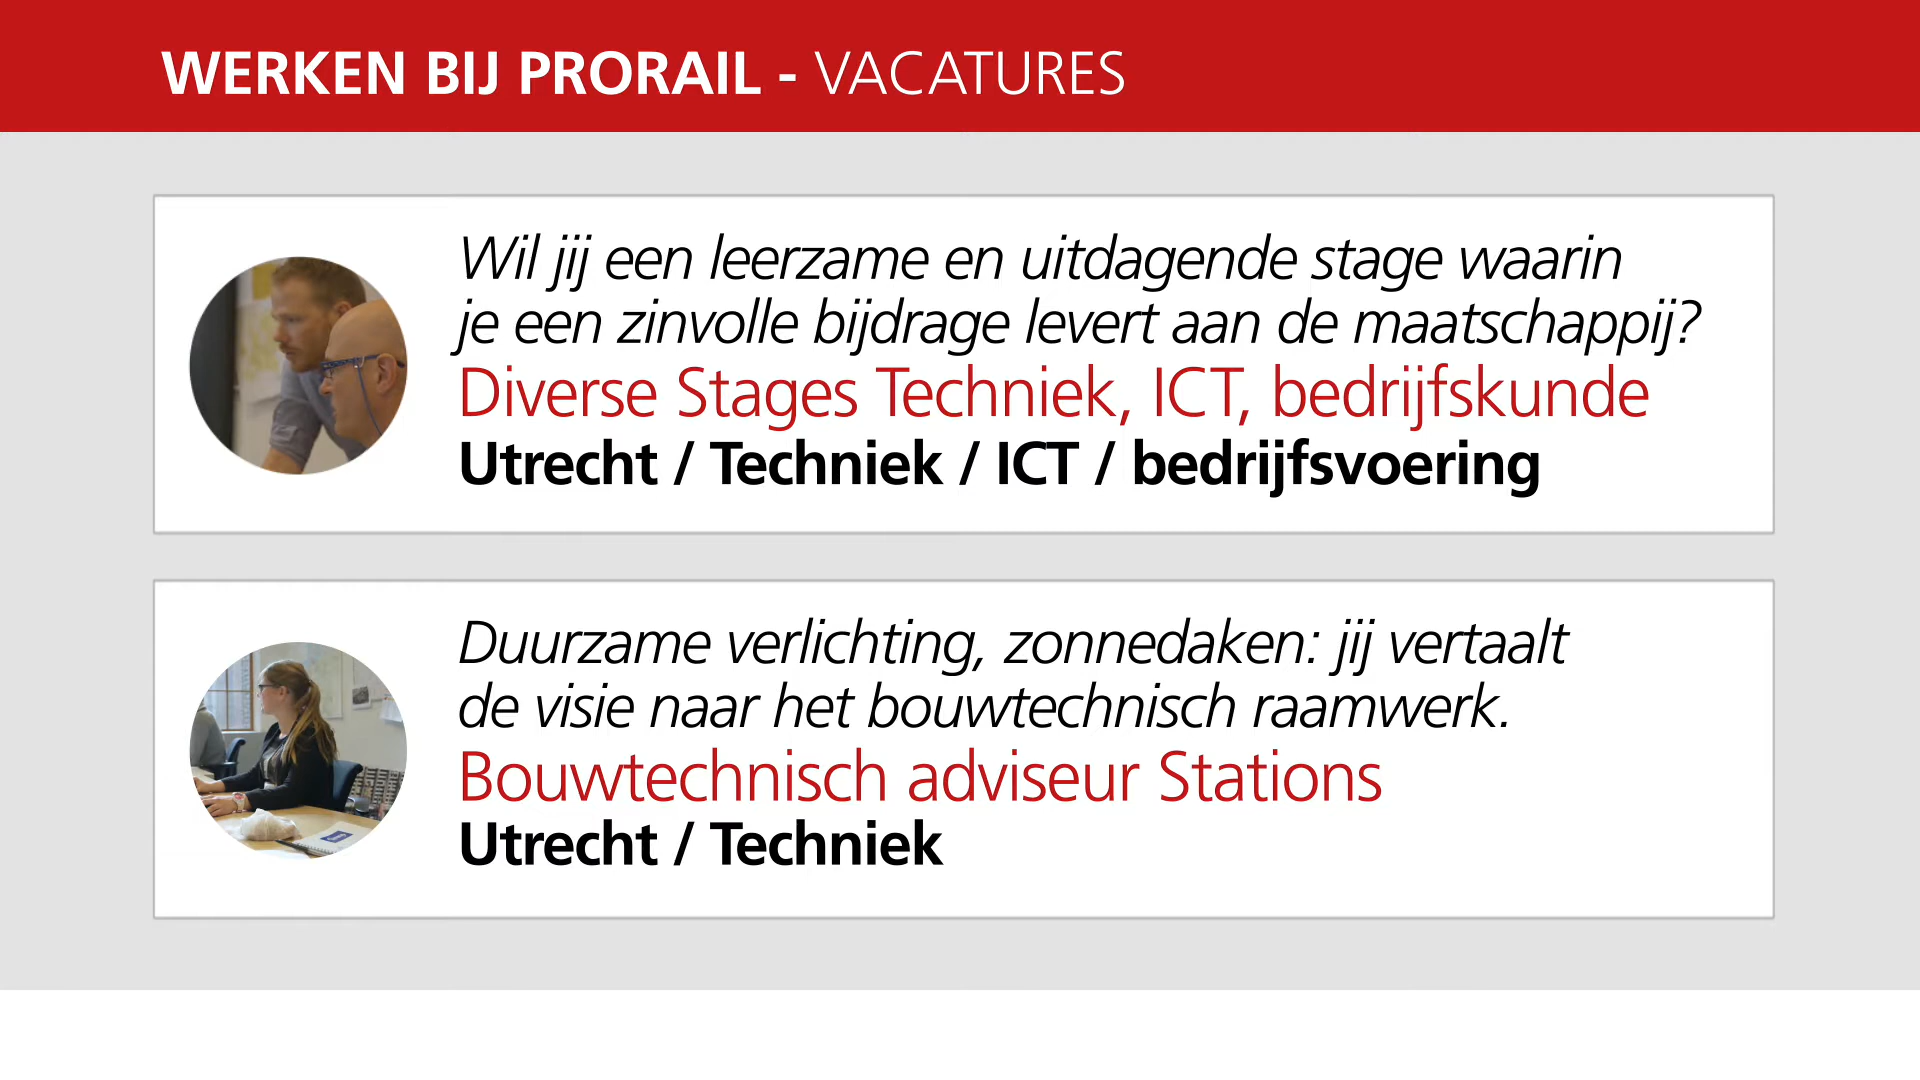 WERKEN BIJ PRORAIL - VACATURES
Wil jij een leerzame en uitdagende stage waarin
je een zinvolle bijdrage levert aan de maatschappij?
Diverse Stages Techniek, ICT, bedrijfskunde
Utrecht / Techniek / ICT / bedrijfsvoering
Duurzame verlichting, zonnedaken: jij vertaalt
de visie naar het bouwtechnisch raamwerk.
Bouwtechnisch adviseur Stations
Utrecht / Techniek